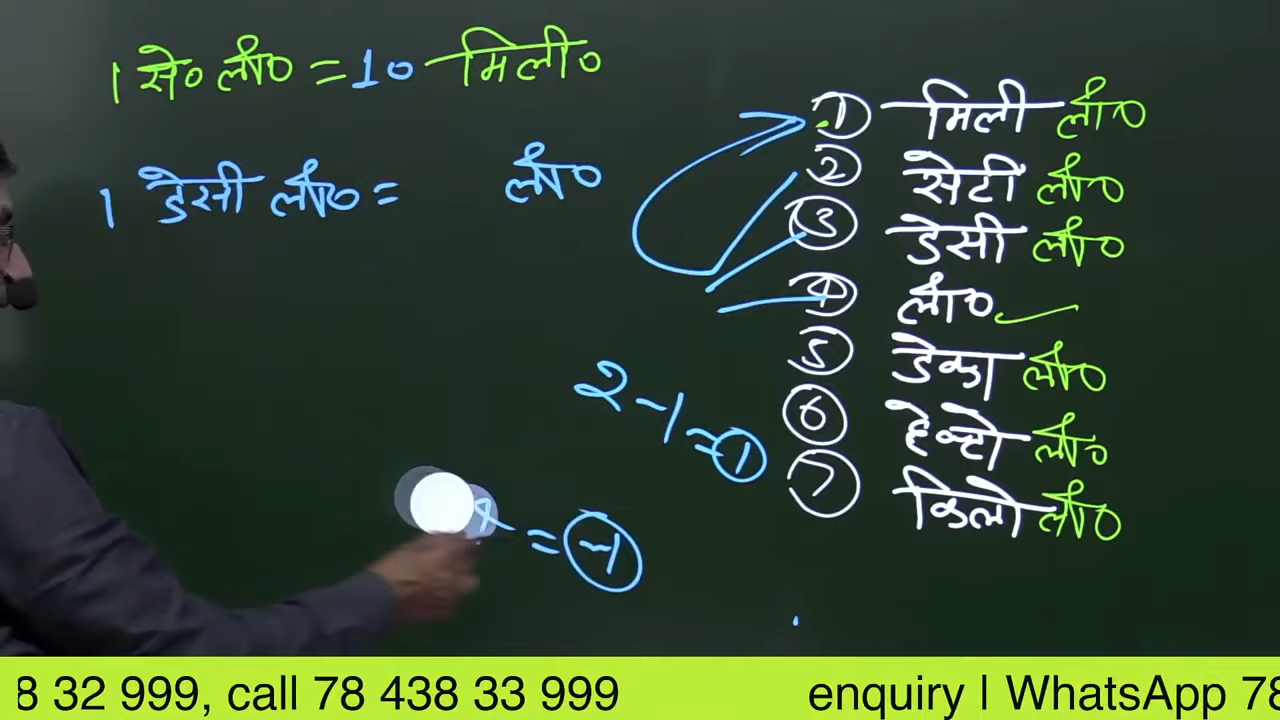 1 से० ली० = 10 मिली०
1 डेसी ली० = ली०
① मिली ली०
② सेंटी ली०
③ डेसी ली०
④ ली०
⑤ डेका ली०
⑥ हेक्टो ली०
⑦ किलो ली०
2 - 1 = ①
= -1
8 32 999, call 78 438 33 999 enquiry I WhatsApp 78